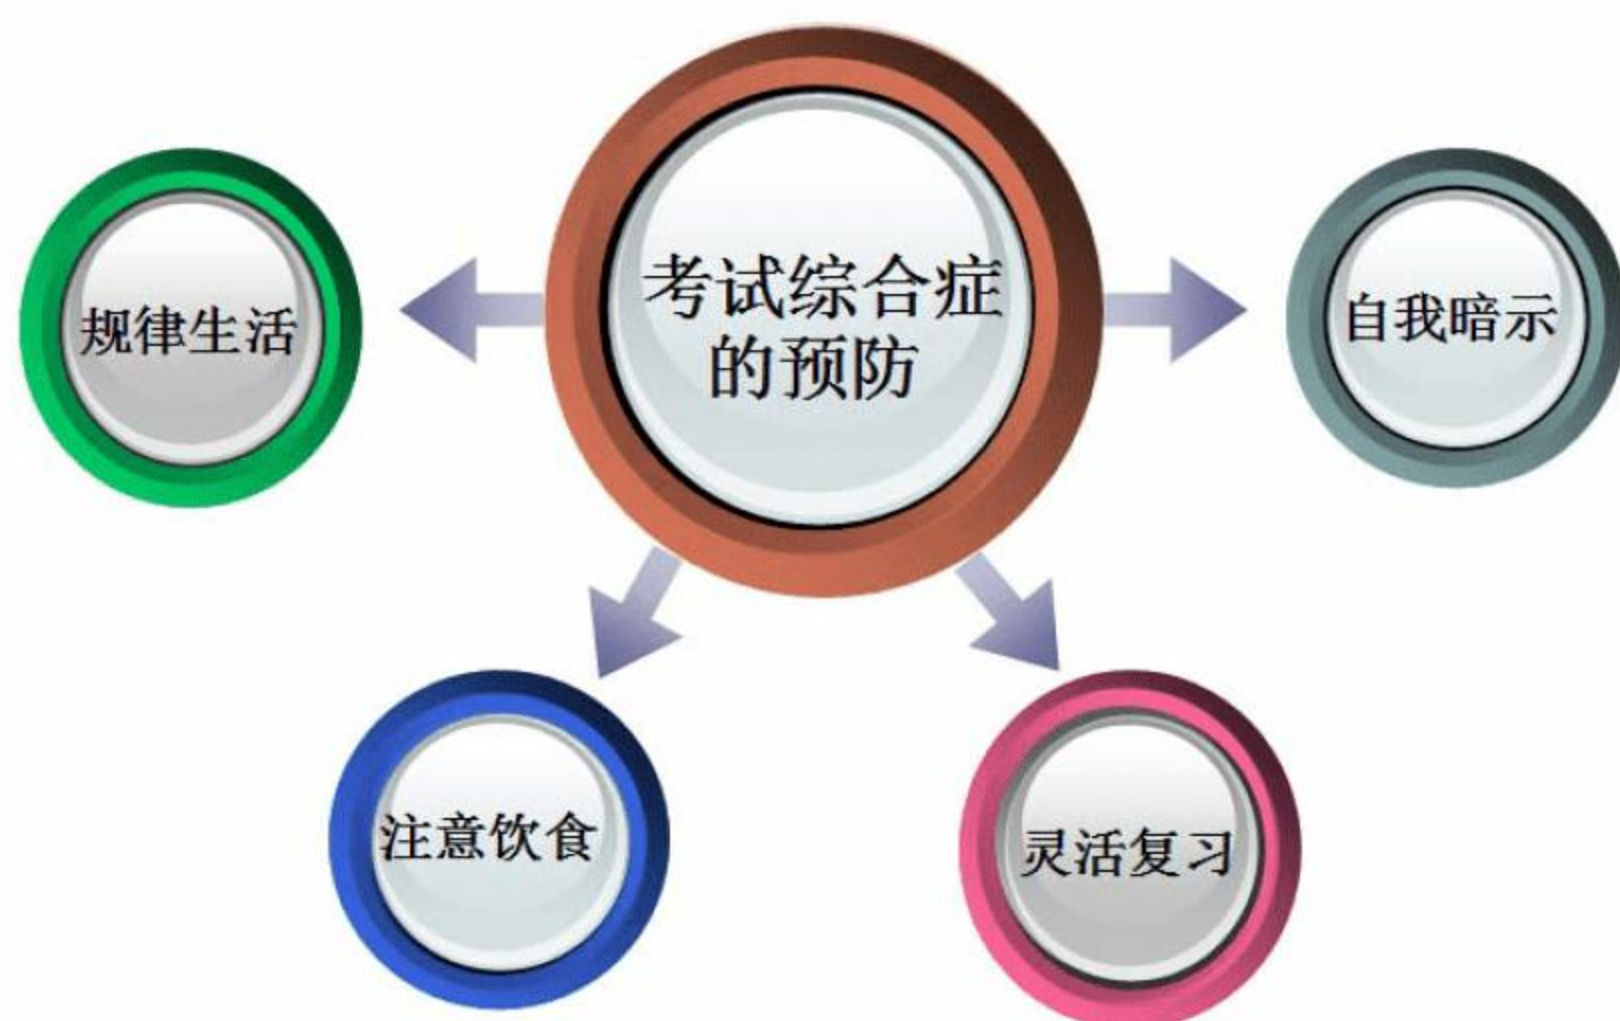 考试综合症
的预防
规律生活
自我暗示
注意饮食
灵活复习